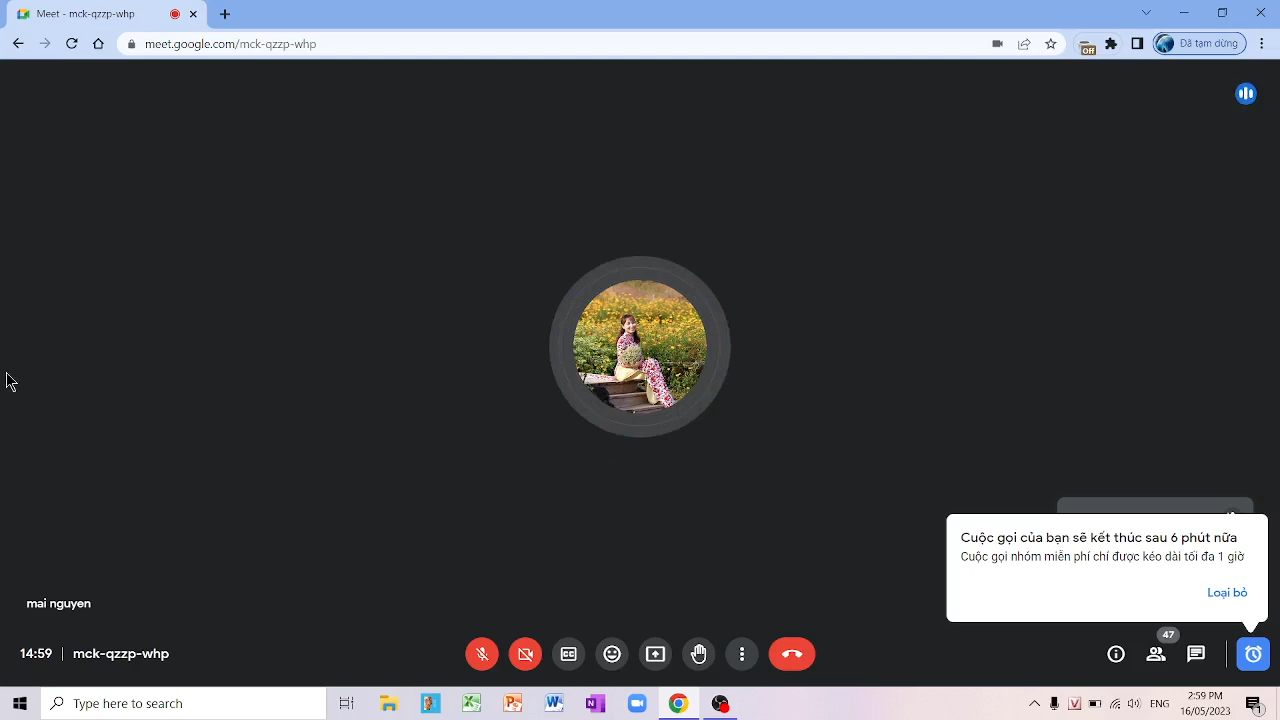 Meet - mck-qzzp-whp
meet.google.com/mck-qzzp-whp
Off
Đã tạm dừng
Cuộc gọi của bạn sẽ kết thúc sau 6 phút nữa
Cuộc gọi nhóm miễn phí chỉ được kéo dài tối đa 1 giờ
Loại bỏ
mai nguyen
47
14:59
mck-qzzp-whp
CC
Type here to search
ENG
2:59 PM
16/05/2023
1